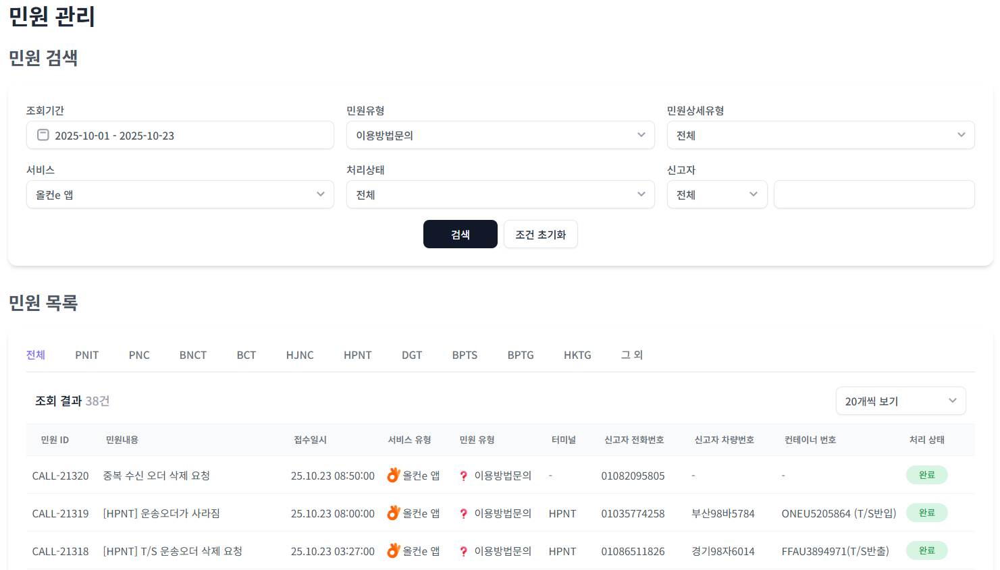 민원 관리
민원 검색
조회기간 민원유형 민원상세유형
2025-10-01 - 2025-10-23 이용방법문의 전체
서비스 처리상태 신고자
올컨e 앱 전체 전체
검색 조건 초기화
민원 목록
전체 PNIT PNC BNCT BCT HJNC HPNT DGT BPTS BPTG HKTG 그 외
조회 결과 38건 20개씩 보기
민원 ID 민원내용 접수일시 서비스 유형 민원 유형 터미널 신고자 전화번호 신고자 차량번호 컨테이너 번호 처리 상태
CALL-21320 중복 수신 오더 삭제 요청 25.10.23 08:50:00 올컨e 앱 ❓ 이용방법문의 - 01082095805 - - 완료
CALL-21319 [HPNT] 운송오더가 사라짐 25.10.23 08:00:00 올컨e 앱 ❓ 이용방법문의 HPNT 01035774258 부산98바5784 ONEU5205864 (T/S반입) 완료
CALL-21318 [HPNT] T/S 운송오더 삭제 요청 25.10.23 03:27:00 올컨e 앱 ❓ 이용방법문의 HPNT 01086511826 경기98자6014 FFAU3894971(T/S반출) 완료